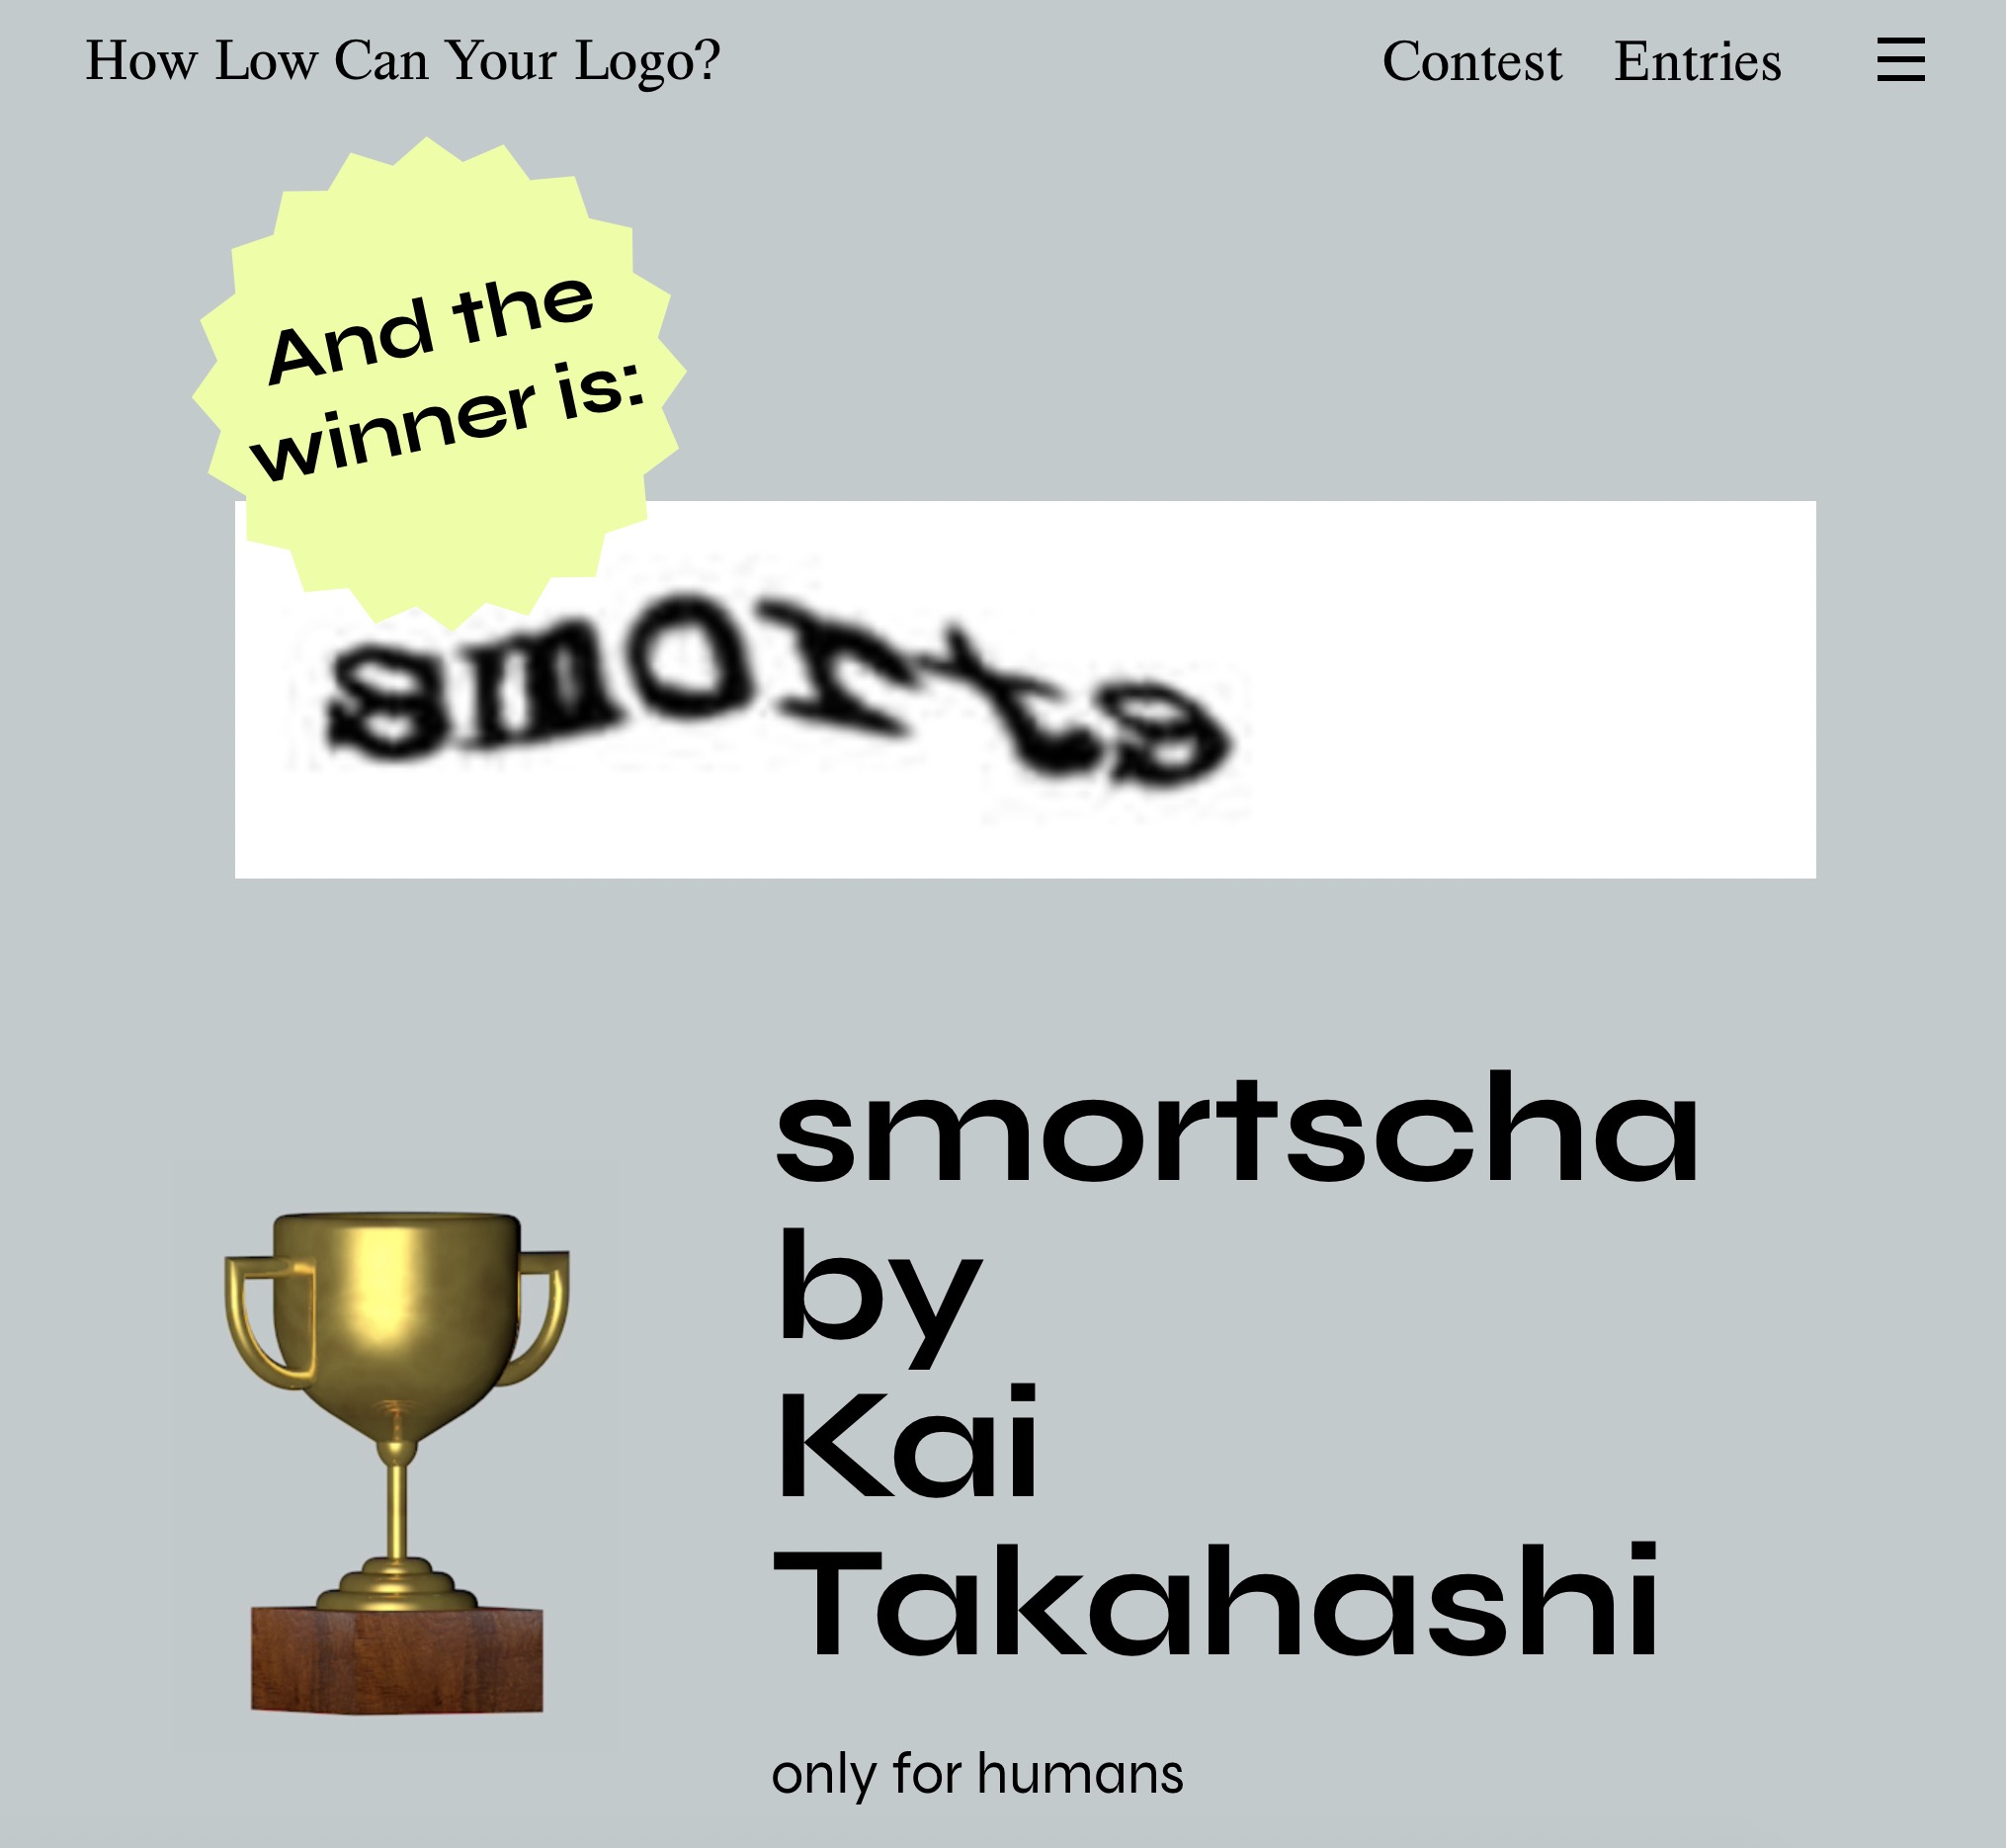 How Low Can Your Logo?
Contest Entries
And the
winner is:
smorts
smortscha
by
Kai
Takahashi
only for humans